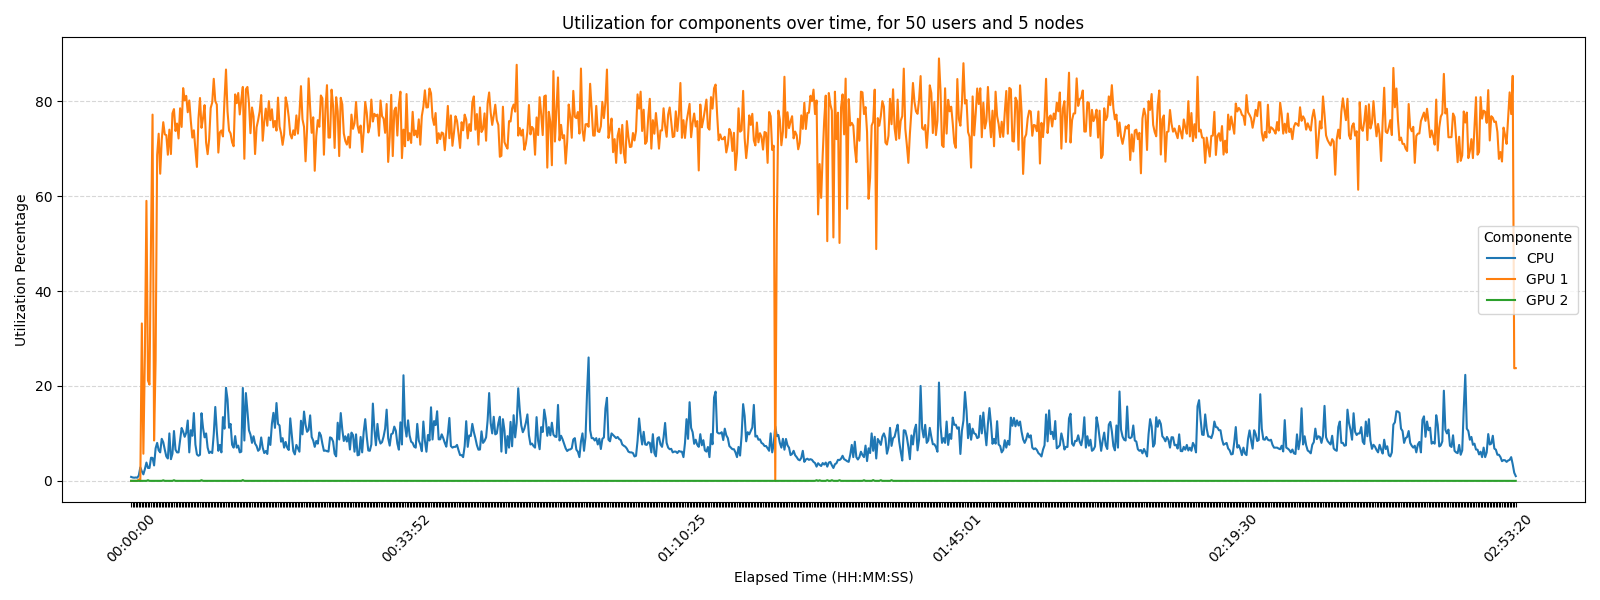 Utilization for components over time, for 50 users and 5 nodes
Utilization Percentage
80
60
40
20
0
Componente
CPU
GPU 1
GPU 2
00:00:00
00:33:52
01:10:25
01:45:01
02:19:30
02:53:20
Elapsed Time (HH:MM:SS)